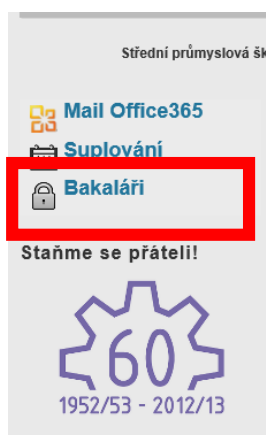 Střední průmyslová šk
Mail Office365
Suplování
Bakaláři
Staňme se přáteli!
60
1952/53 - 2012/13